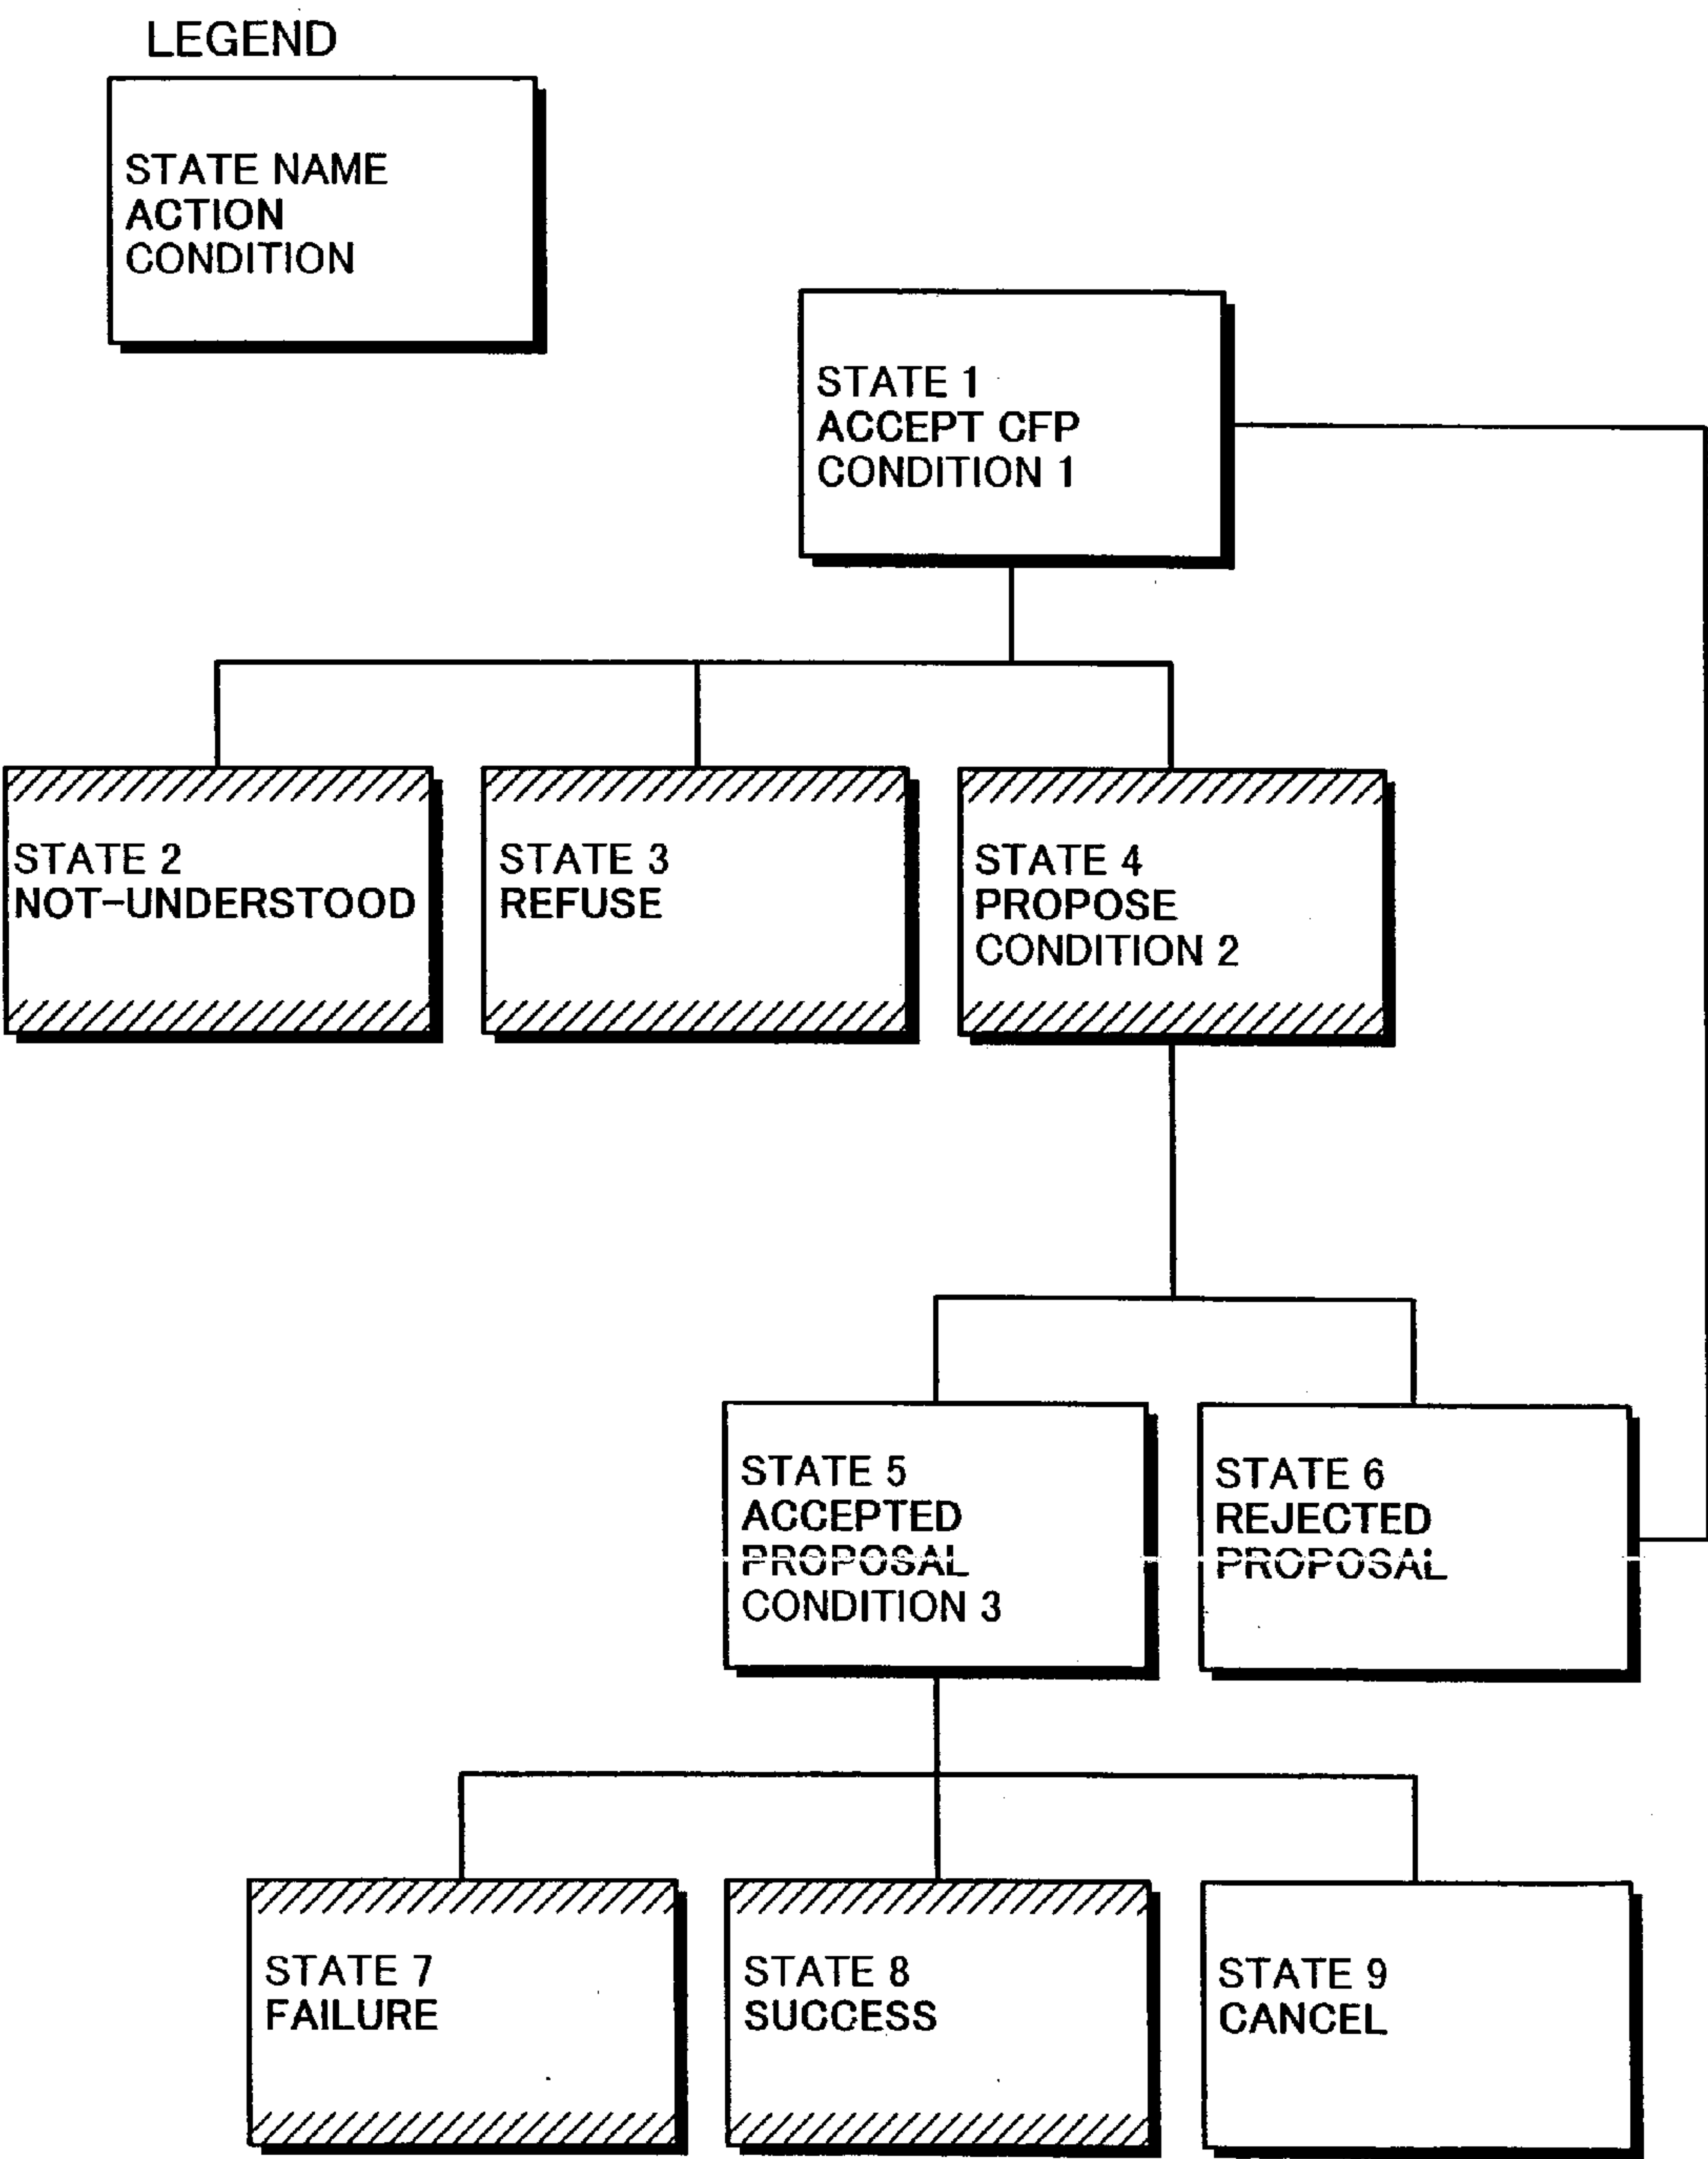 LEGEND
STATE NAME
ACTION
CONDITION
STATE 1
ACCEPT CFP
CONDITION 1
STATE 2
NOT-UNDERSTOOD
STATE 3
REFUSE
STATE 4
PROPOSE
CONDITION 2
STATE 5
ACCEPTED
PROPOSAL
CONDITION 3
STATE 6
REJECTED
PROPOSAL
STATE 7
FAILURE
STATE 8
SUCCESS
STATE 9
CANCEL